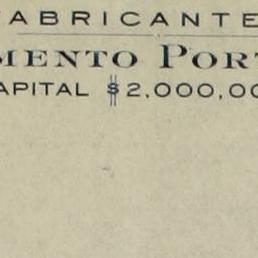 FABRICANTE
MENTO PORT
APITAL $2,000,00